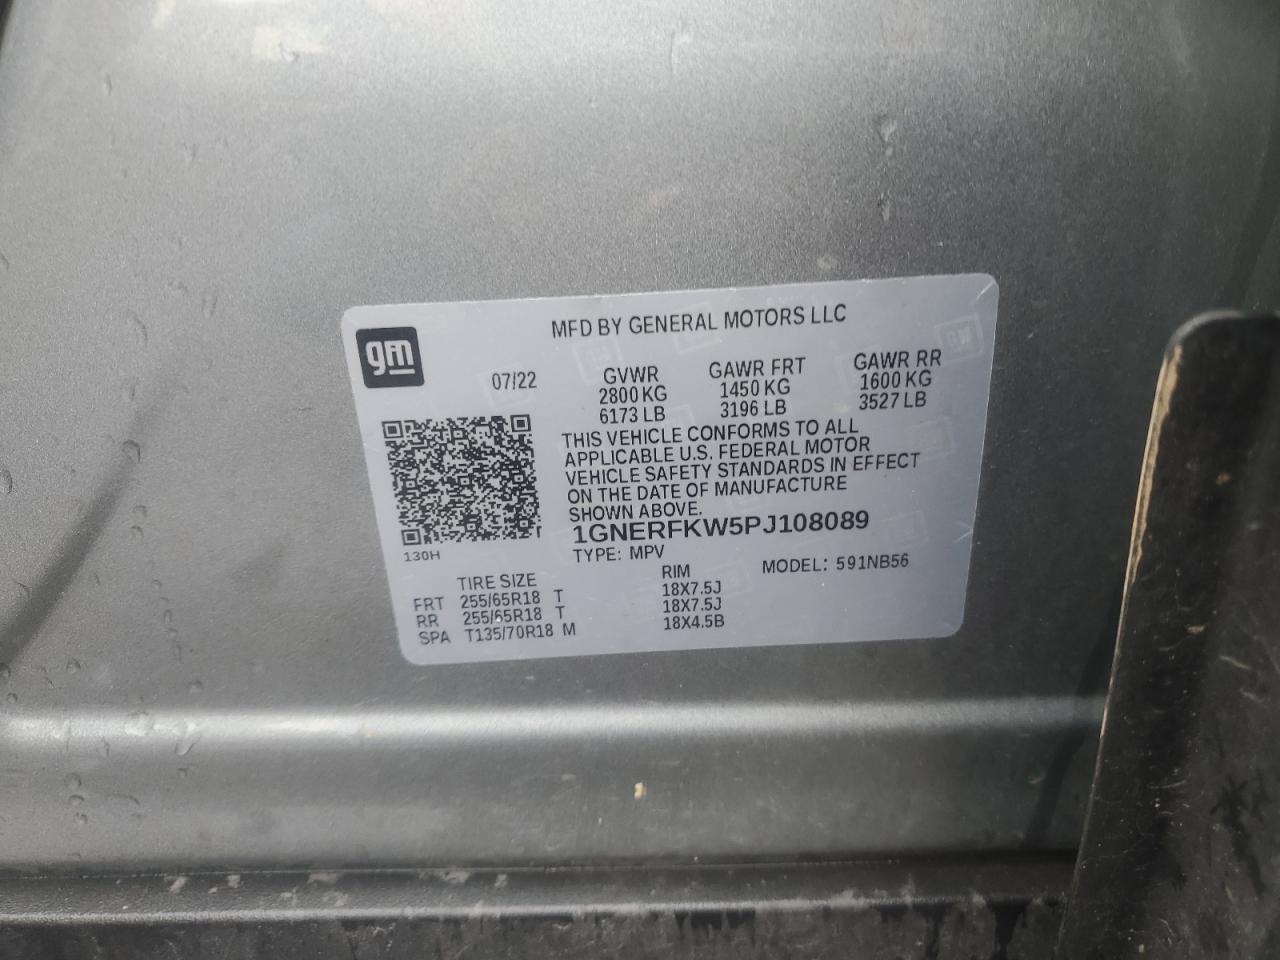 MFD BY GENERAL MOTORS LLC
gm
07/22
GVWR GAWR FRT GAWR RR
2800 KG 1450 KG 1600 KG
6173 LB 3196 LB 3527 LB
THIS VEHICLE CONFORMS TO ALL
APPLICABLE U.S. FEDERAL MOTOR
VEHICLE SAFETY STANDARDS IN EFFECT
ON THE DATE OF MANUFACTURE
SHOWN ABOVE.
1GNERFKW5PJ108089
130H
TYPE: MPV MODEL: 591NB56
TIRE SIZE RIM
FRT 255/65R18 T 18X7.5J
RR 255/65R18 T 18X7.5J
SPA T135/70R18 M 18X4.5B